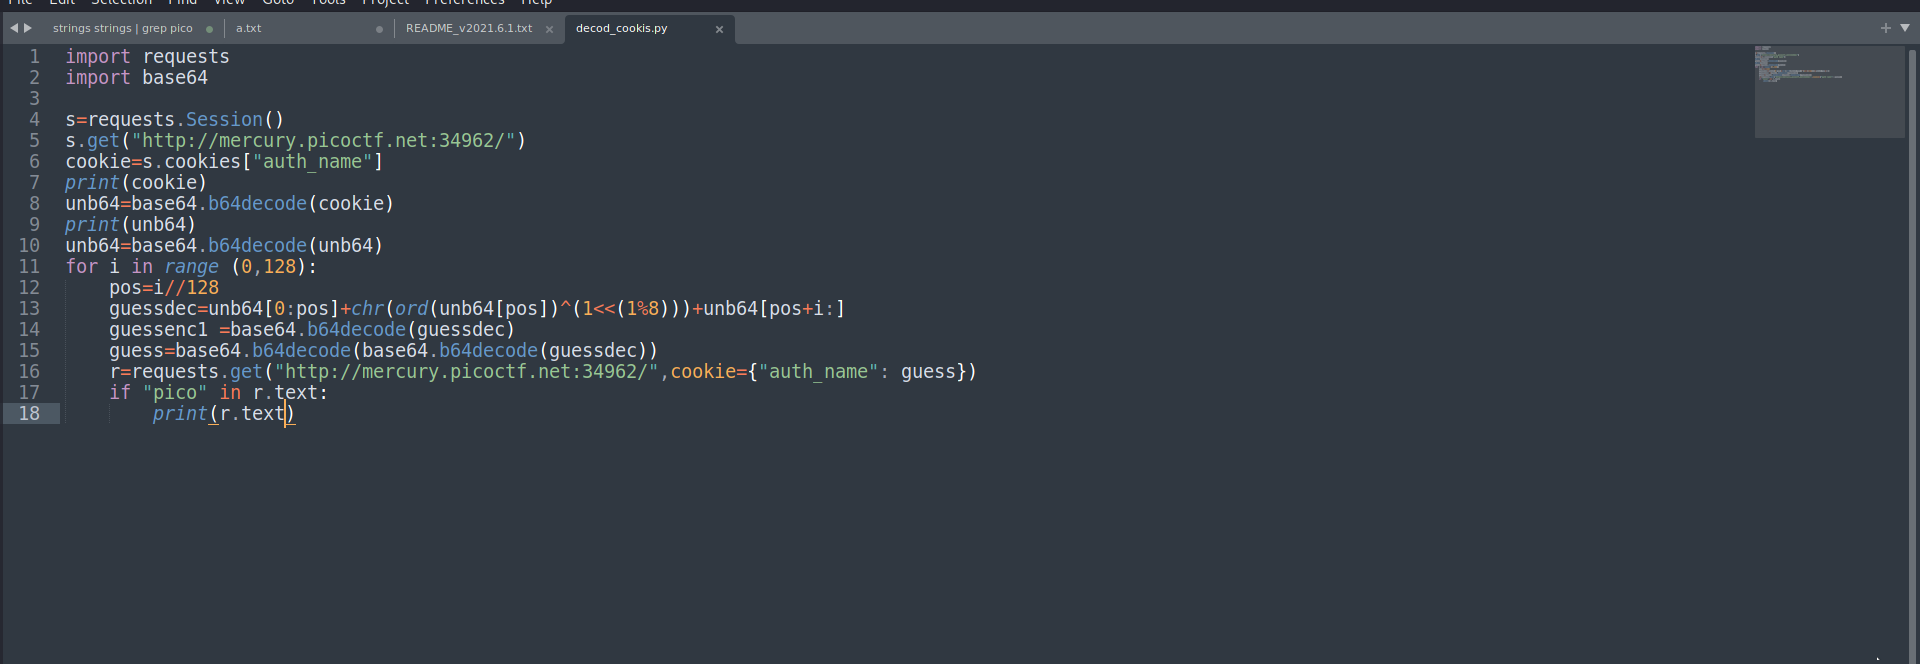 File Edit Selection Find View Goto Tools Project Preferences Help
strings strings | grep pico a.txt README_v2021.6.1.txt × decod_cookis.py ×
1 import requests
2 import base64
3
4 s=requests.Session()
5 s.get("http://mercury.picoctf.net:34962/")
6 cookie=s.cookies["auth_name"]
7 print(cookie)
8 unb64=base64.b64decode(cookie)
9 print(unb64)
10 unb64=base64.b64decode(unb64)
11 for i in range (0,128):
12 pos=i//128
13 guessdec=unb64[0:pos]+chr(ord(unb64[pos])^(1<<(1%8)))+unb64[pos+i:]
14 guessenc1 =base64.b64decode(guessdec)
15 guess=base64.b64decode(base64.b64decode(guessdec))
16 r=requests.get("http://mercury.picoctf.net:34962/",cookie={"auth_name": guess})
17 if "pico" in r.text:
18 print(r.text)